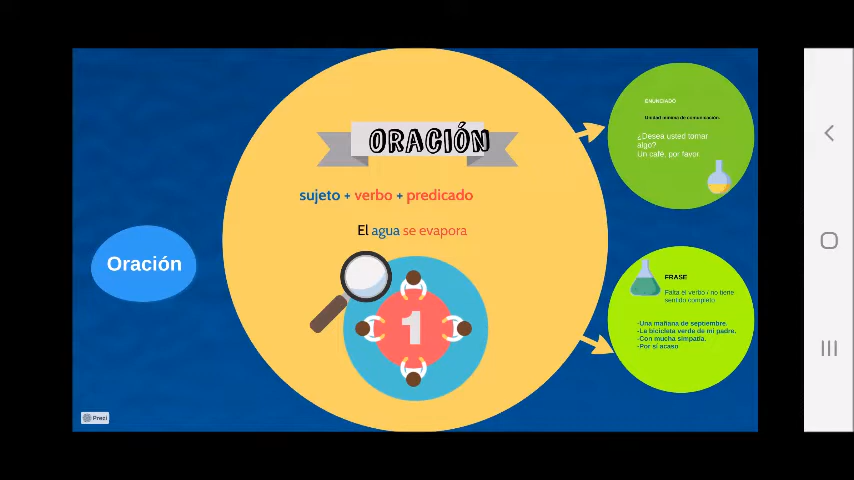 Oración
ORACIÓN
sujeto + verbo + predicado
El agua se evapora
1
ENUNCIADO
Unidad mínima de comunicación.
¿Desea usted tomar
algo?
Un café, por favor.
FRASE
Falta el verbo / no tiene
sentido completo
-Una mañana de septiembre.
-La bicicleta verde de mi padre.
-Con mucha simpatía.
-Por si acaso
Prezi